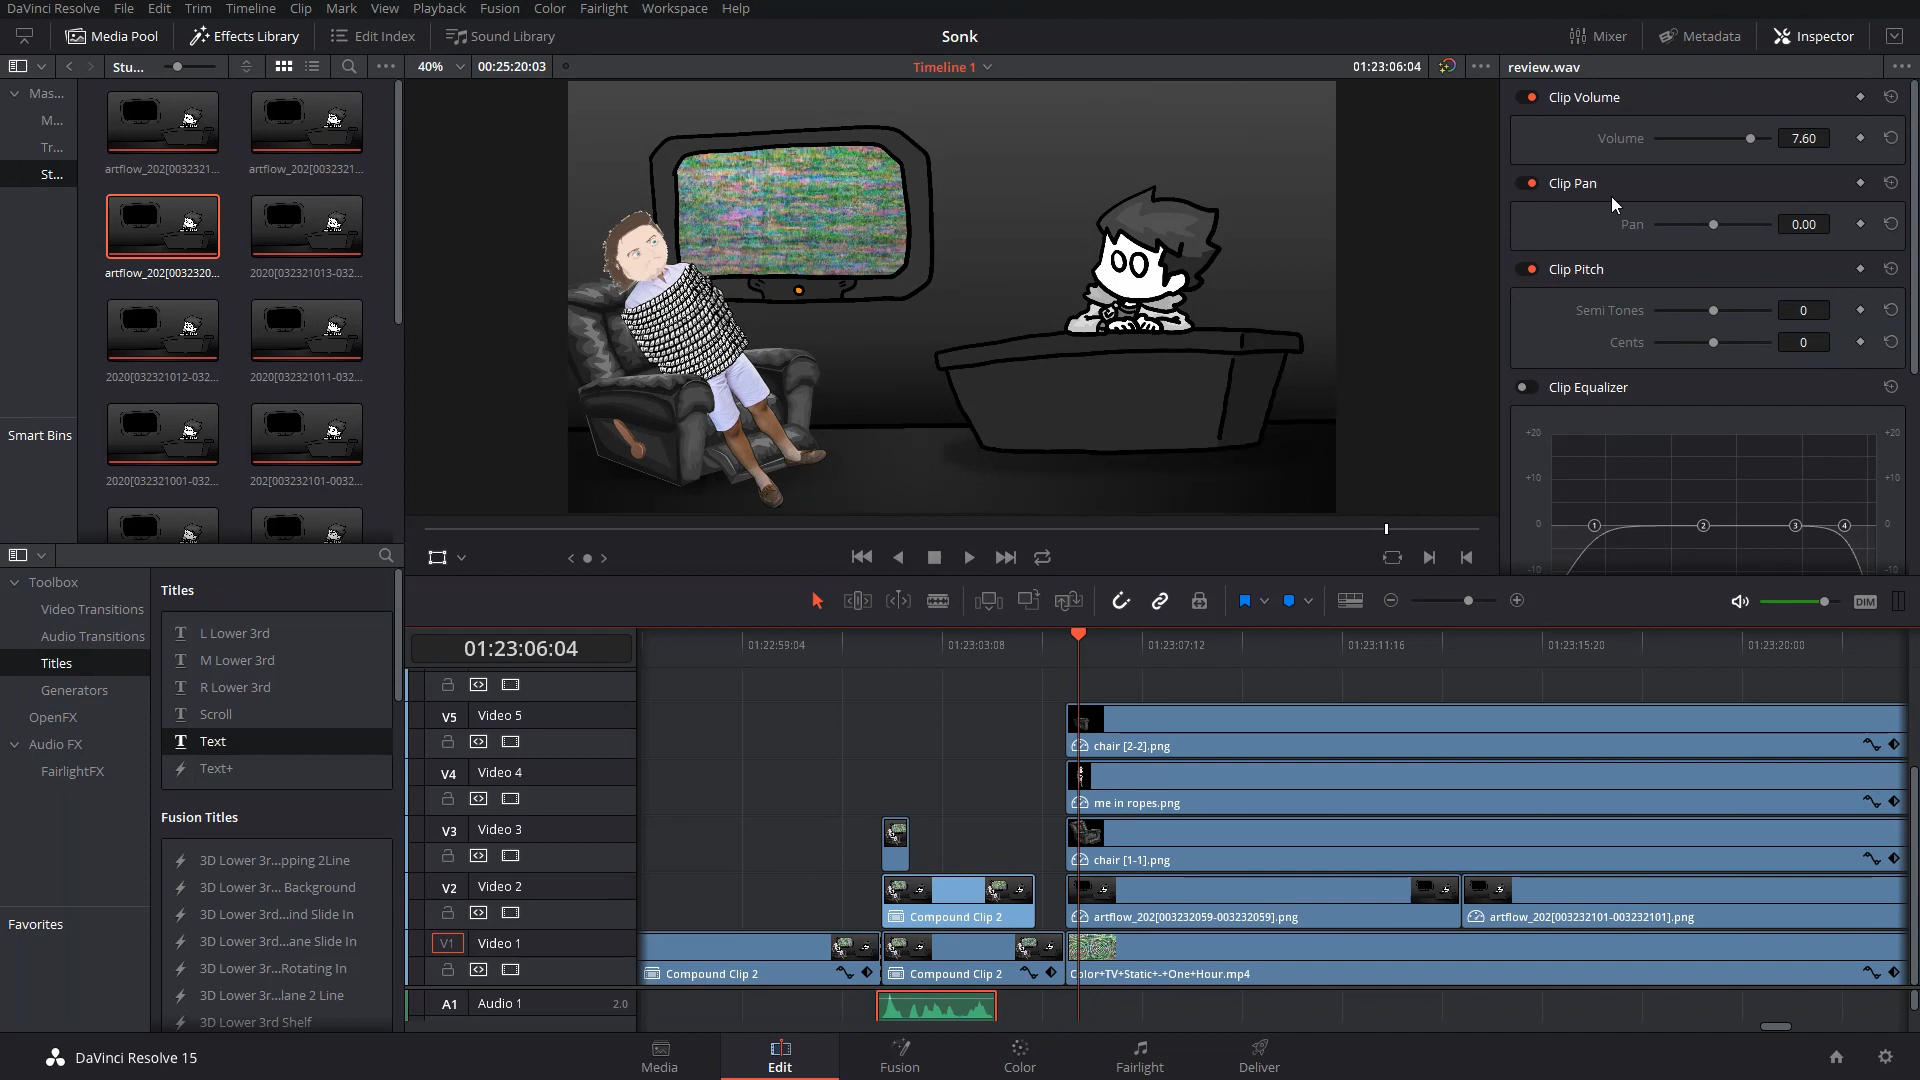 DaVinci Resolve File Edit Trim Timeline Clip Mark View Playback Fusion Color Fairlight Workspace Help
Media Pool Effects Library Edit Index Sound Library Sonk Mixer Metadata Inspector
Stu... 40% 00:25:20:03 Timeline 1 01:23:06:04 review.wav
Mas...
M...
Tr...
St...
Smart Bins
artflow_202[0032321... artflow_202[0032321...
artflow_202[0032320... 2020[032321013-032...
2020[032321012-032... 2020[032321011-032...
2020[032321001-032... 202[003232101-0032...
Clip Volume
Volume 7.60
Clip Pan
Pan 0.00
Clip Pitch
Semi Tones 0
Cents 0
Clip Equalizer
+20 +20
+10 +10
0 1 2 3 4 0
-10 -10
Toolbox
Video Transitions
Audio Transitions
Titles
Generators
OpenFX
Audio FX
FairlightFX
Favorites
Titles
L Lower 3rd
M Lower 3rd
R Lower 3rd
Scroll
Text
Text+
Fusion Titles
3D Lower 3r...pping 2Line
3D Lower 3r... Background
3D Lower 3rd...ind Slide In
3D Lower 3rd...ane Slide In
3D Lower 3r...Rotating In
3D Lower 3r...lane 2 Line
3D Lower 3rd Shelf
DIM
01:23:06:04 01:22:59:04 01:23:03:08 01:23:07:12 01:23:11:16 01:23:15:20 01:23:20:00
V5 Video 5
chair [2-2].png
V4 Video 4
me in ropes.png
V3 Video 3
chair [1-1].png
V2 Video 2
Compound Clip 2 artflow_202[003232059-003232059].png artflow_202[003232101-003232101].png
V1 Video 1
Compound Clip 2 Compound Clip 2 Color+TV+Static+-+One+Hour.mp4
A1 Audio 1 2.0
DaVinci Resolve 15 Media Edit Fusion Color Fairlight Deliver